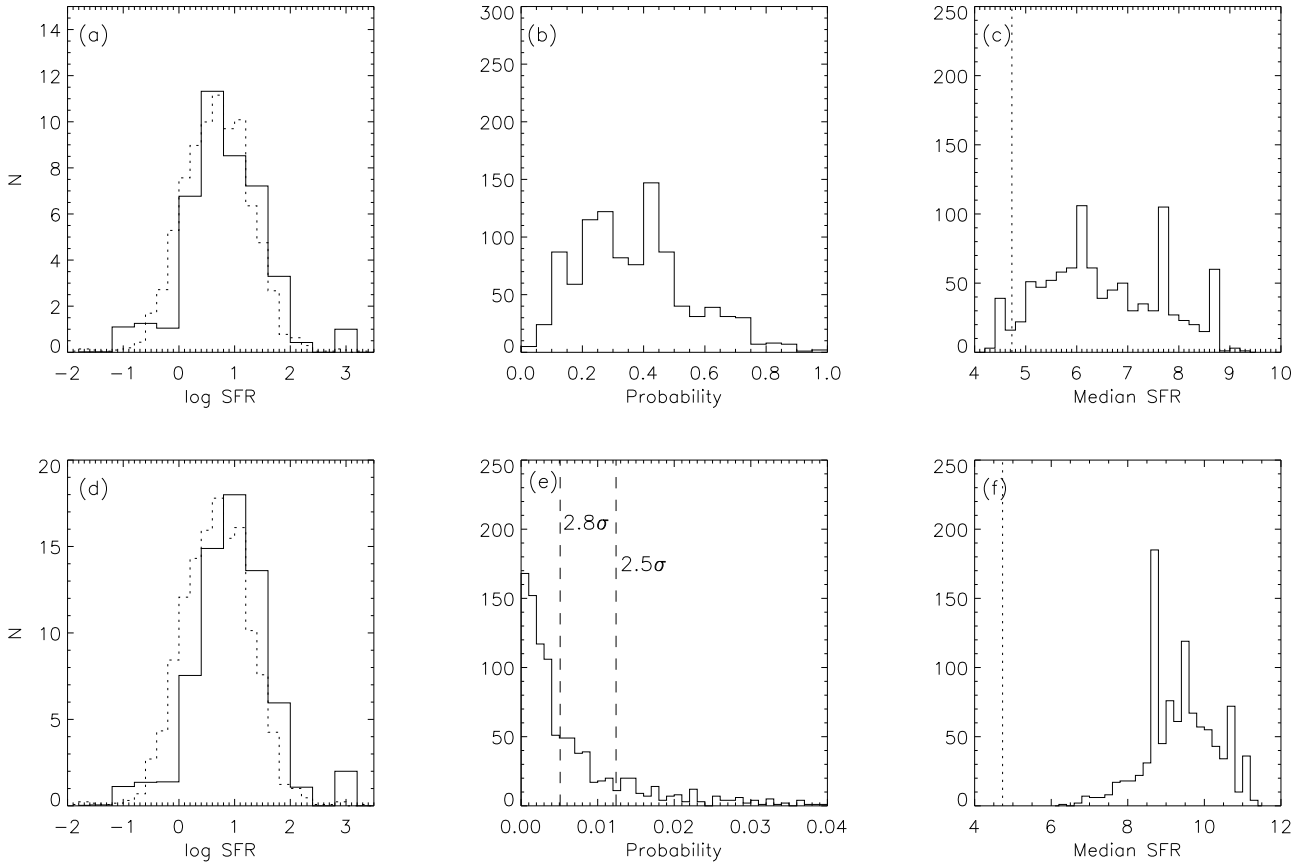 (a)
14
12
10
8
6
4
2
0
N
−2 −1 0 1 2 3
log SFR
(b)
300
250
200
150
100
50
0
0.0 0.2 0.4 0.6 0.8 1.0
Probability
(c)
250
200
150
100
50
0
4 5 6 7 8 9 10
Median SFR
(d)
20
15
10
5
0
N
−2 −1 0 1 2 3
log SFR
(e)
250
200
150
100
50
0
2.8σ
2.5σ
0.00 0.01 0.02 0.03 0.04
Probability
(f)
250
200
150
100
50
0
4 6 8 10 12
Median SFR